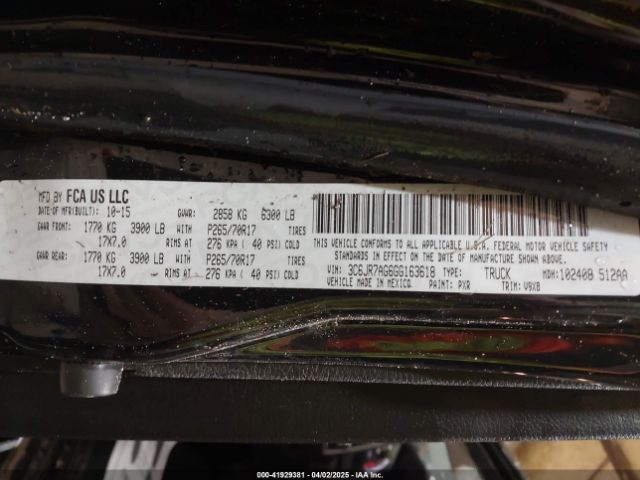 MFD BY FCA US LLC
DATE-OF-MFR(BUILT): 10-15 GVWR: 2858 KG 6300 LB
GAWR FRONT: 1770 KG 3900 LB WITH P265/70R17 TIRES
17X7.0 RIMS AT 276 KPA ( 40 PSI) COLD
GAWR REAR: 1770 KG 3900 LB WITH P265/70R17 TIRES
17X7.0 RIMS AT 276 KPA ( 40 PSI) COLD
THIS VEHICLE CONFORMS TO ALL APPLICABLE U.S.A. FEDERAL MOTOR VEHICLE SAFETY
STANDARDS IN EFFECT ON THE DATE OF MANUFACTURE SHOWN ABOVE.
VIN: 3C6JR7AG6GG163618 TYPE: TRUCK MDH: 102408 512AA
VEHICLE MADE IN MEXICO PAINT: PXR TRIM: V9X8
000-41929381 | 04/02/2025 | IAA Inc.